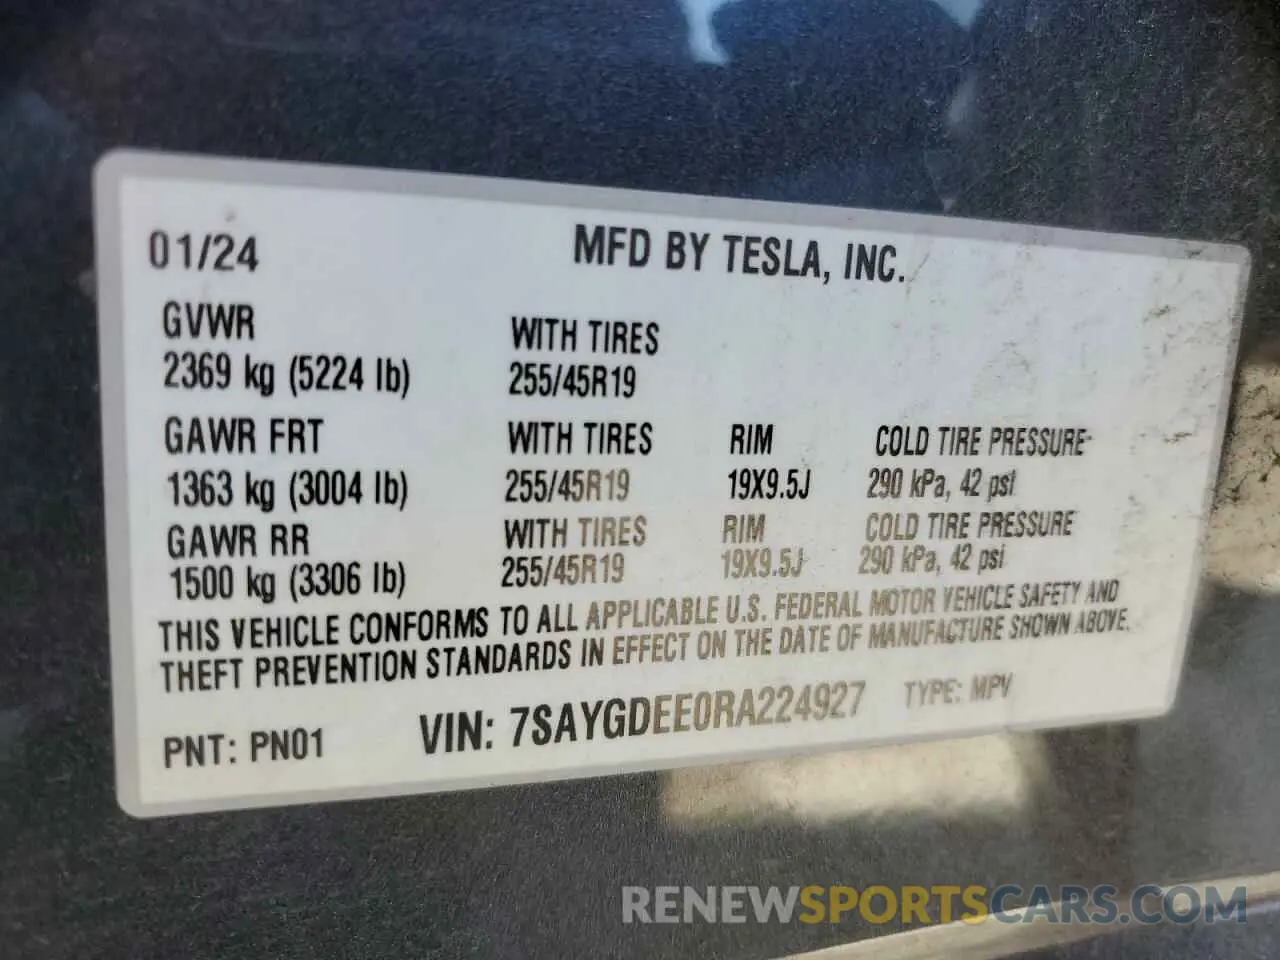 01/24 MFD BY TESLA, INC.
GVWR WITH TIRES
2369 kg (5224 lb) 255/45R19
GAWR FRT WITH TIRES RIM COLD TIRE PRESSURE
1363 kg (3004 lb) 255/45R19 19X9.5J 290 kPa, 42 psi
GAWR RR WITH TIRES RIM COLD TIRE PRESSURE
1500 kg (3306 lb) 255/45R19 19X9.5J 290 kPa, 42 psi
THIS VEHICLE CONFORMS TO ALL APPLICABLE U.S. FEDERAL MOTOR VEHICLE SAFETY AND
THEFT PREVENTION STANDARDS IN EFFECT ON THE DATE OF MANUFACTURE SHOWN ABOVE.
PNT: PN01 VIN: 7SAYGDEE0RA224927 TYPE: MPV
RENEWSPORTSCARS.COM